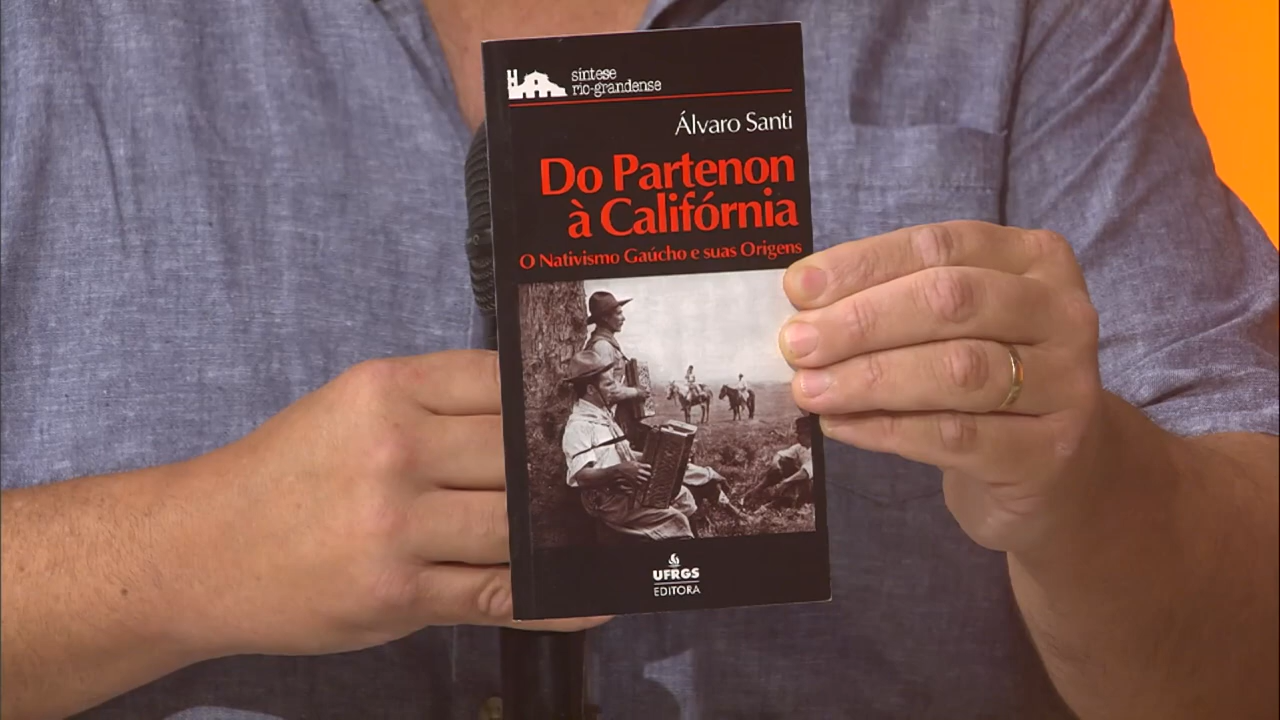 síntese
rio-grandense
Álvaro Santi
Do Partenon
à Califórnia
O Nativismo Gaúcho e suas Origens
UFRGS
EDITORA